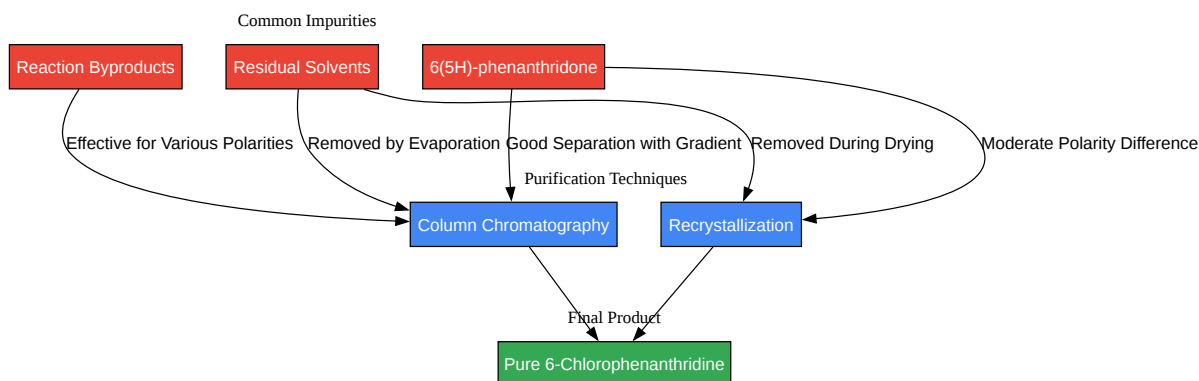 Common Impurities
Reaction Byproducts
Residual Solvents
6(5H)-phenanthridone
Effective for Various Polarities
Removed by Evaporation
Good Separation with Gradient
Removed During Drying
Moderate Polarity Difference
Purification Techniques
Column Chromatography
Recrystallization
Final Product
Pure 6-Chlorophenanthridine